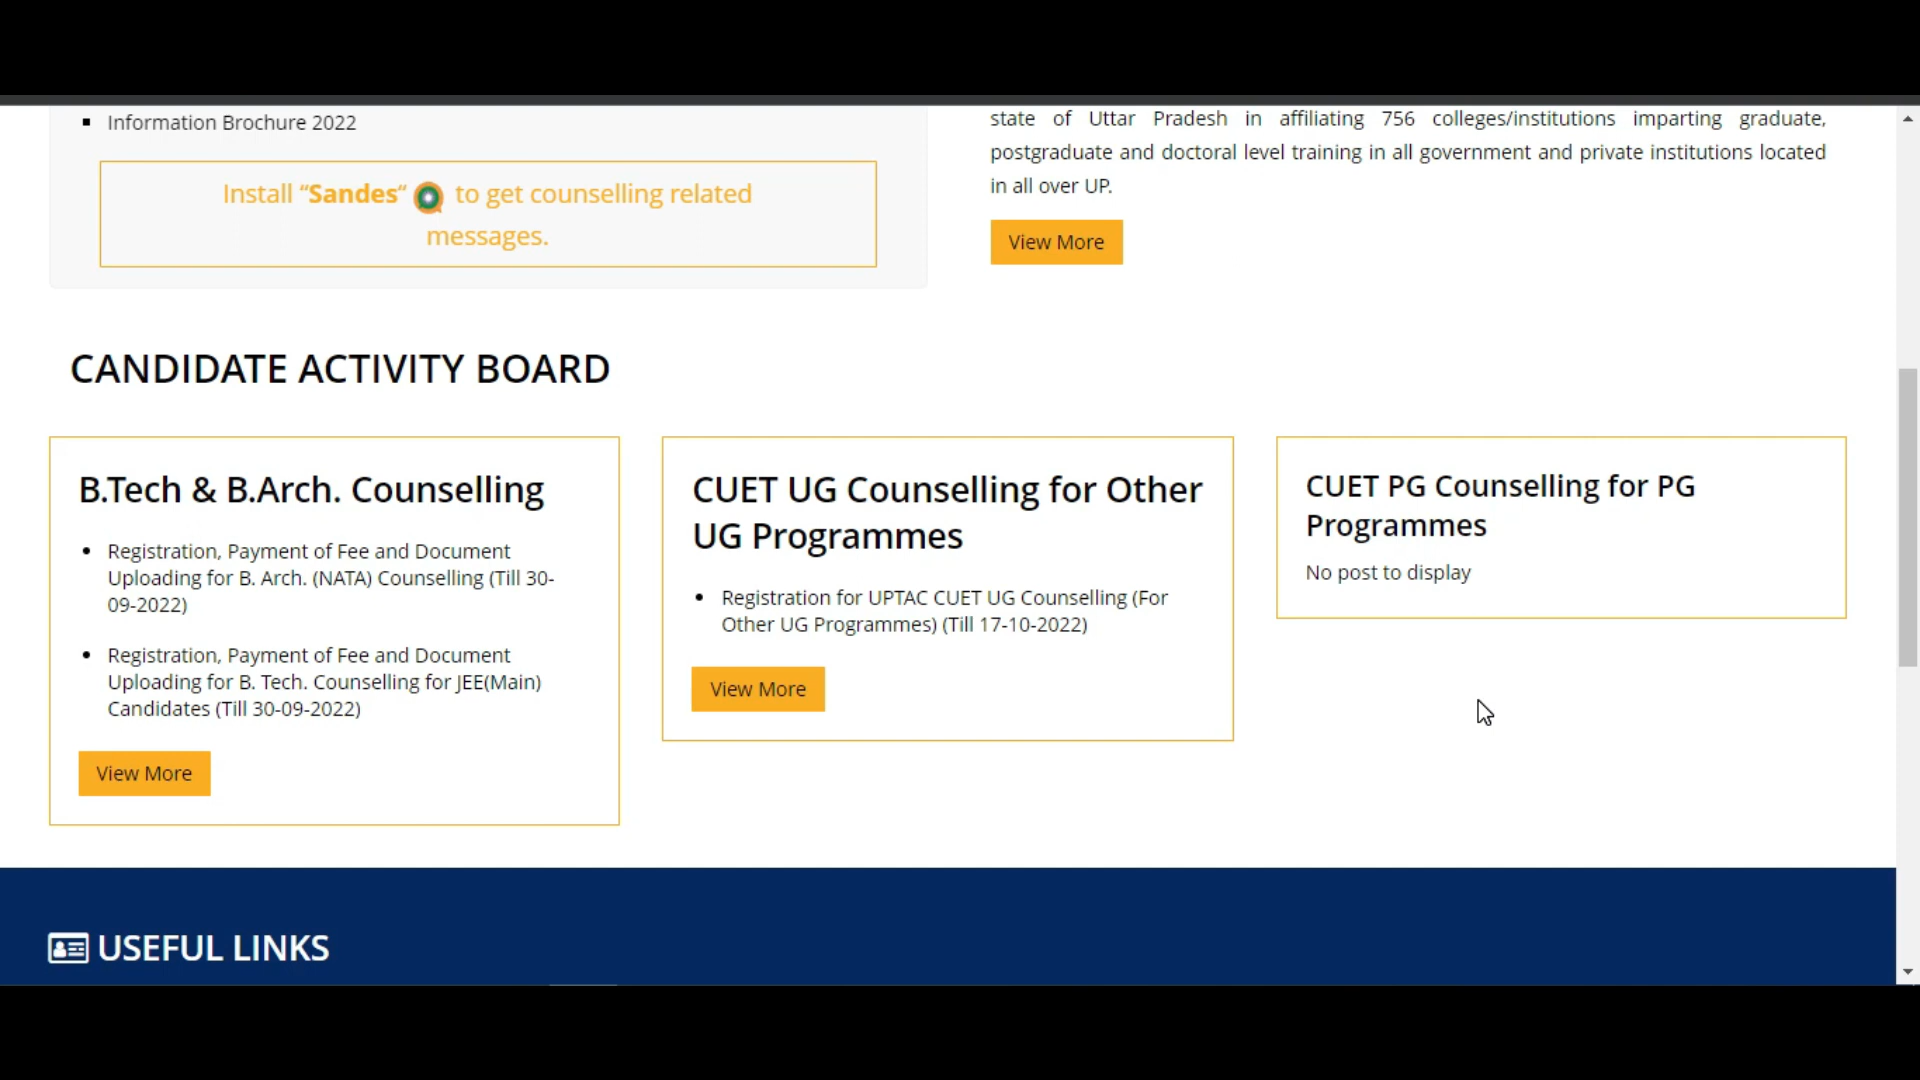 Information Brochure 2022
Install “Sandes“ to get counselling related
messages.
state of Uttar Pradesh in affiliating 756 colleges/institutions imparting graduate,
postgraduate and doctoral level training in all government and private institutions located
in all over UP.
View More
CANDIDATE ACTIVITY BOARD
B.Tech & B.Arch. Counselling
Registration, Payment of Fee and Document
Uploading for B. Arch. (NATA) Counselling (Till 30-
09-2022)
Registration, Payment of Fee and Document
Uploading for B. Tech. Counselling for JEE(Main)
Candidates (Till 30-09-2022)
View More
CUET UG Counselling for Other
UG Programmes
Registration for UPTAC CUET UG Counselling (For
Other UG Programmes) (Till 17-10-2022)
View More
CUET PG Counselling for PG
Programmes
No post to display
USEFUL LINKS